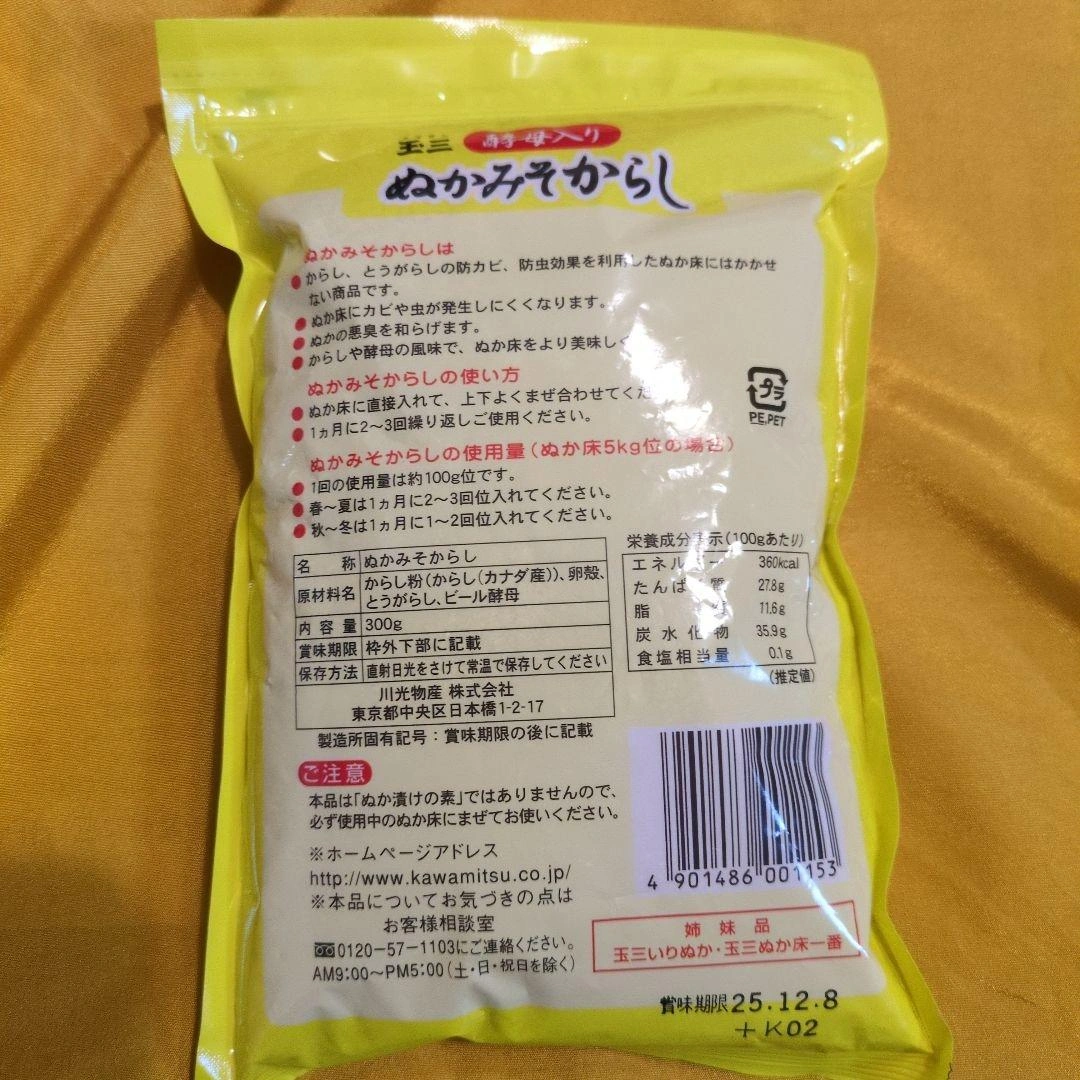 玉三 酵母入り
ぬかみそからし
ぬかみそからしは
●からし、とうがらしの防カビ、防虫効果を利用したぬか床にはかかせ
ない商品です。
●ぬか床にカビや虫が発生しにくくなります。
●ぬかの悪臭を和らげます。
●からしや酵母の風味で、ぬか床をより美味しく
ぬかみそからしの使い方
●ぬか床に直接入れて、上下よくまぜ合わせてくだ
●1ヵ月に2〜3回繰り返しご使用ください。
ぬかみそからしの使用量(ぬか床5kg位の場合)
●1回の使用量は約100g位です。
●春〜夏は1ヵ月に2〜3回位入れてください。
●秋〜冬は1ヵ月に1〜2回位入れてください。
プラ
PE,PET
名称 ぬかみそからし
原材料名 からし粉(からし(カナダ産))、卵殻、
とうがらし、ビール酵母
内容量 300g
賞味期限 枠外下部に記載
保存方法 直射日光をさけて常温で保存してください
川光物産 株式会社
東京都中央区日本橋1-2-17
製造所固有記号:賞味期限の後に記載
栄養成分表示(100gあたり)
エネルギー 360kcal
たんぱく質 27.8g
脂質 11.6g
炭水化物 35.9g
食塩相当量 0.1g
(推定値)
ご注意
本品は「ぬか漬けの素」ではありませんので、
必ず使用中のぬか床にまぜてお使いください。
※ホームページアドレス
http://www.kawamitsu.co.jp/
※本品についてお気づきの点は
お客様相談室
0120-57-1103にご連絡ください。
AM9:00〜PM5:00(土・日・祝日を除く)
4 901486 001153
姉妹品
玉三いりぬか・玉三ぬか床一番
賞味期限25.12.8
+K02